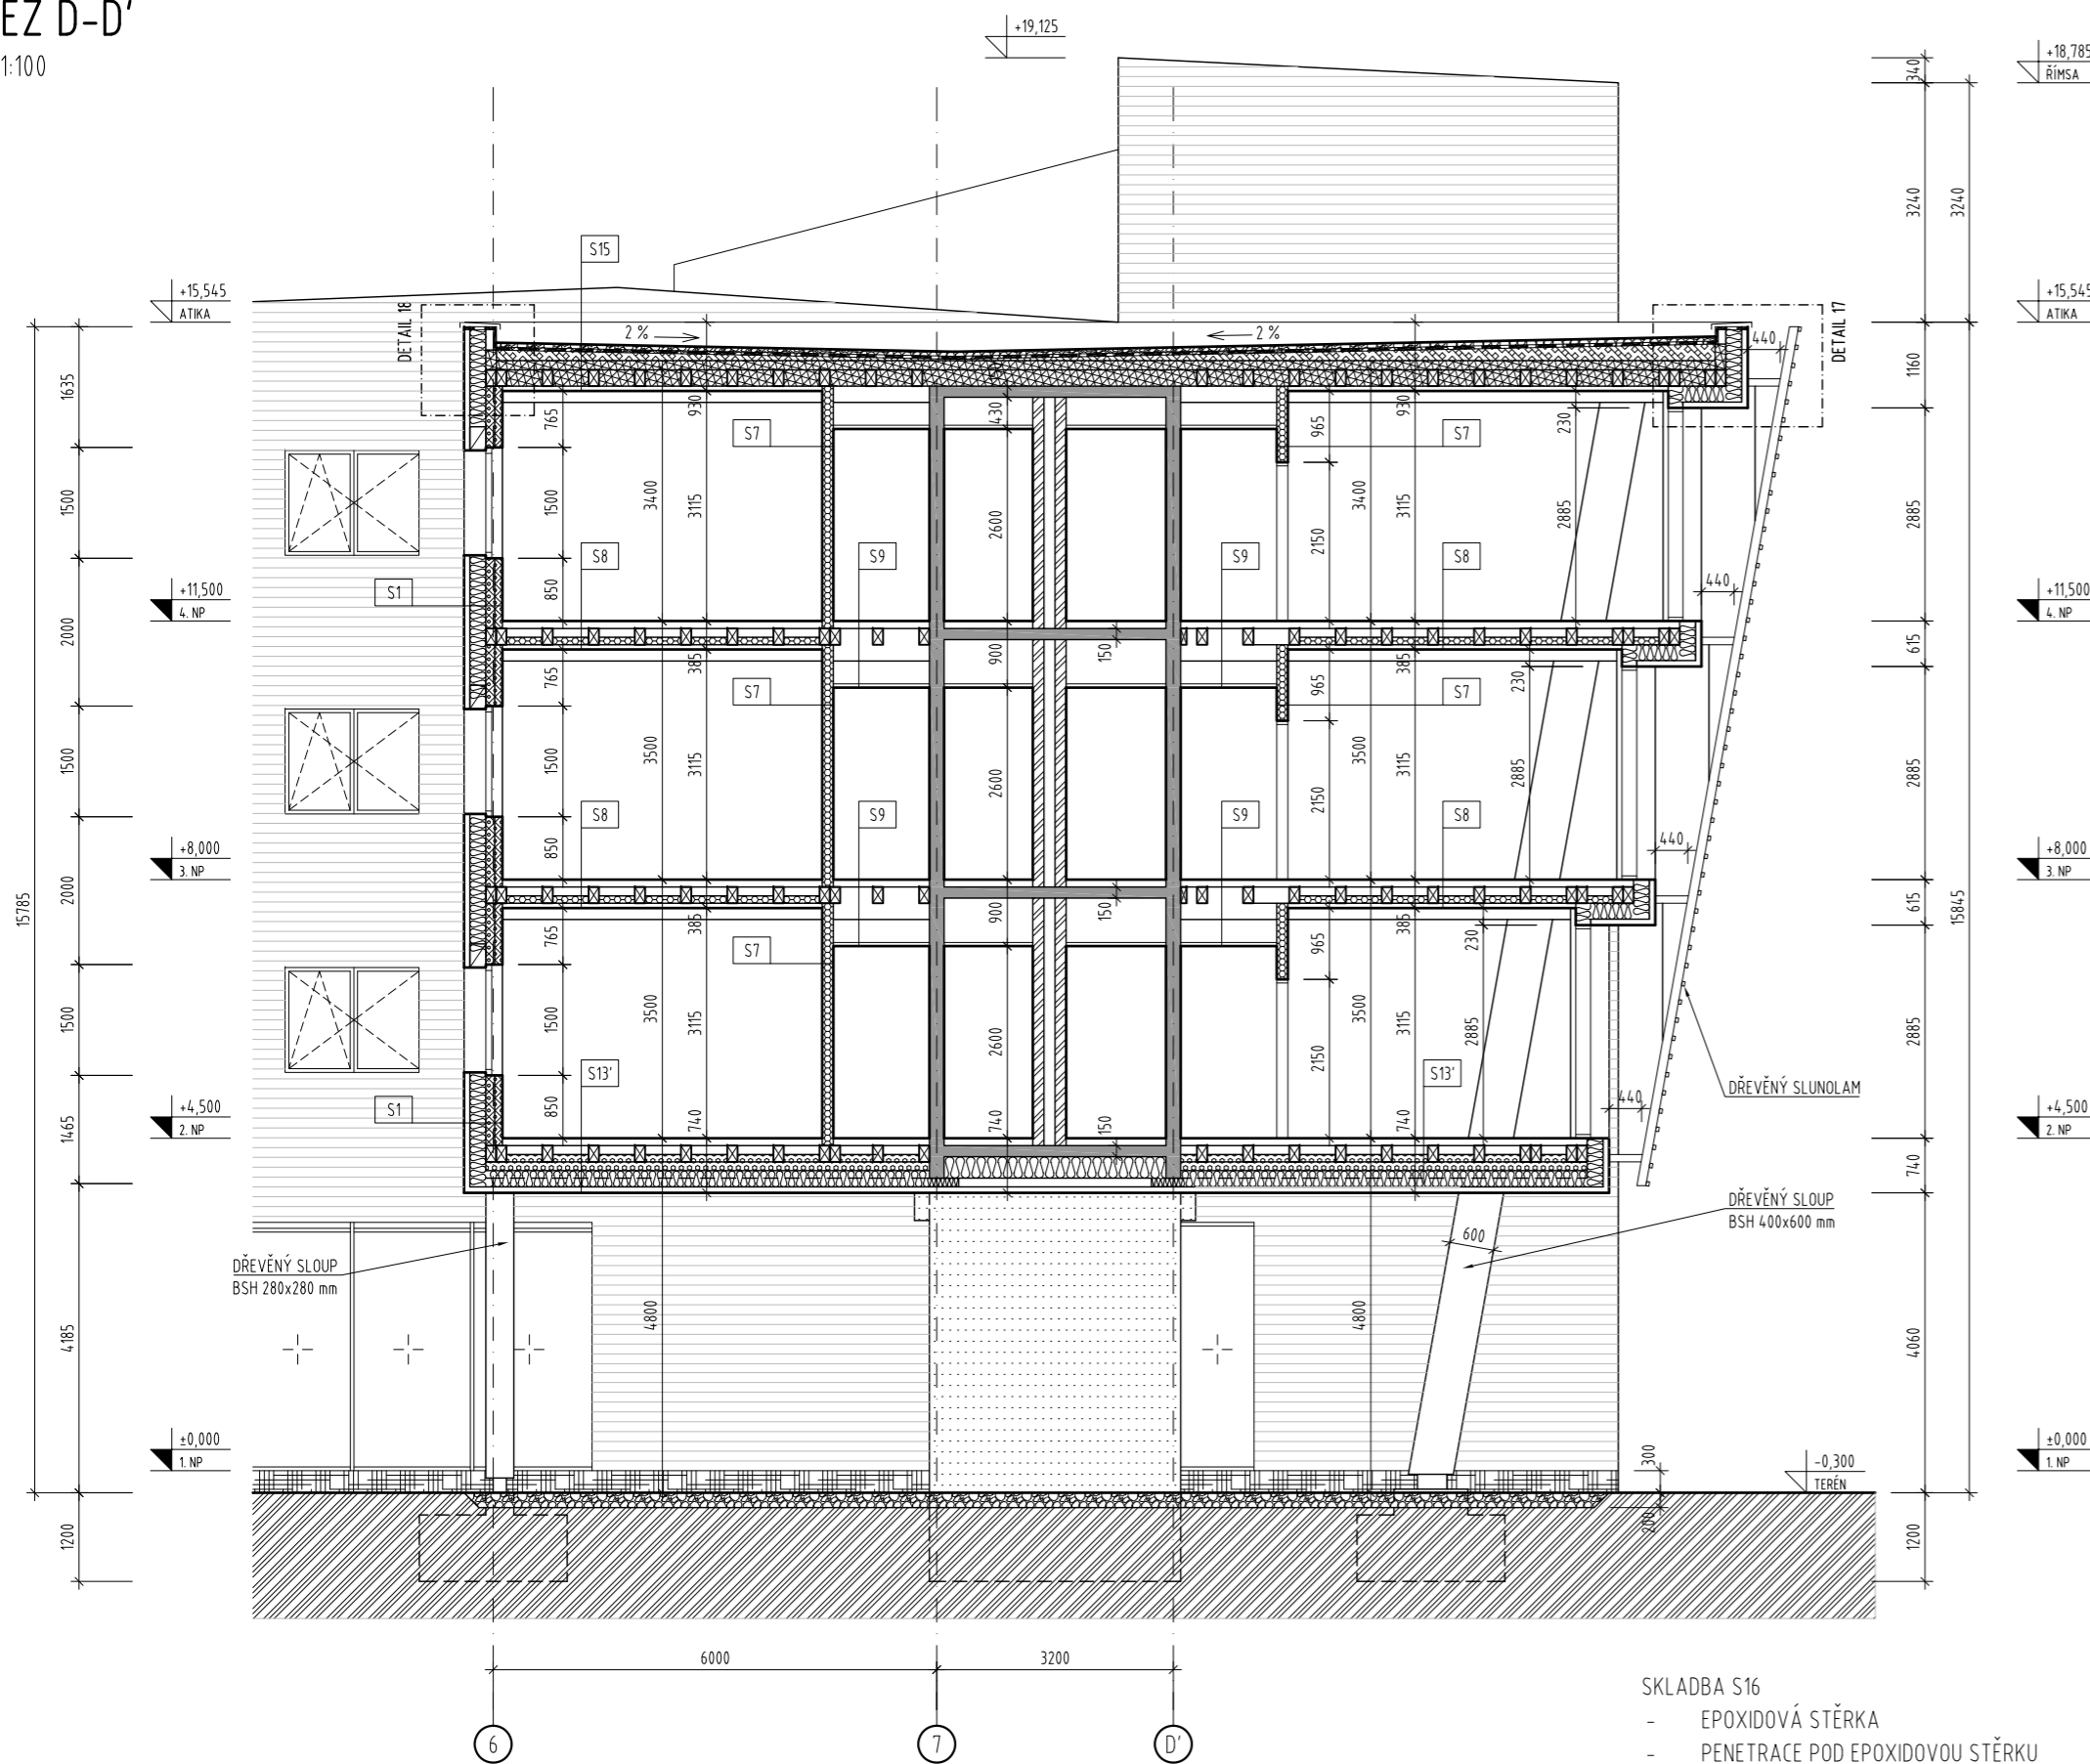 EZ D-D'
1:100
+19,125
+18,785
ŘÍMSA
340
3240
3240
S15
+15,545
ATIKA
+15,545
ATIKA
DETAIL 18
2 %
2 %
DETAIL 17
440
1635
765
930
430
965
930
230
1160
S7
S7
1500
1500
3400
3115
2600
2150
3400
3115
2885
2885
S8
S9
S9
S8
+11,500
4. NP
S1
850
440
+11,500
4. NP
2000
765
385
900
150
965
385
230
615
S7
S7
1500
1500
3500
3115
2600
2150
3500
3115
2885
2885
S8
S9
S9
S8
+8,000
3. NP
850
440
+8,000
3. NP
15785
2000
765
385
900
150
965
385
230
615
15845
S7
1500
1500
3500
3115
2600
2150
3500
3115
2885
2885
S13'
S13'
DŘEVĚNÝ SLUNOLAM
+4,500
2. NP
S1
850
440
+4,500
2. NP
1465
740
740
150
740
740
DŘEVĚNÝ SLOUP
BSH 400x600 mm
600
DŘEVĚNÝ SLOUP
BSH 280x280 mm
4185
4800
4800
4060
±0,000
1. NP
300
-0,300
TERÉN
±0,000
1. NP
1200
200
1200
6000
3200
6
7
D'
SKLADBA S16
- EPOXIDOVÁ STĚRKA
- PENETRACE POD EPOXIDOVOU STĚRKU